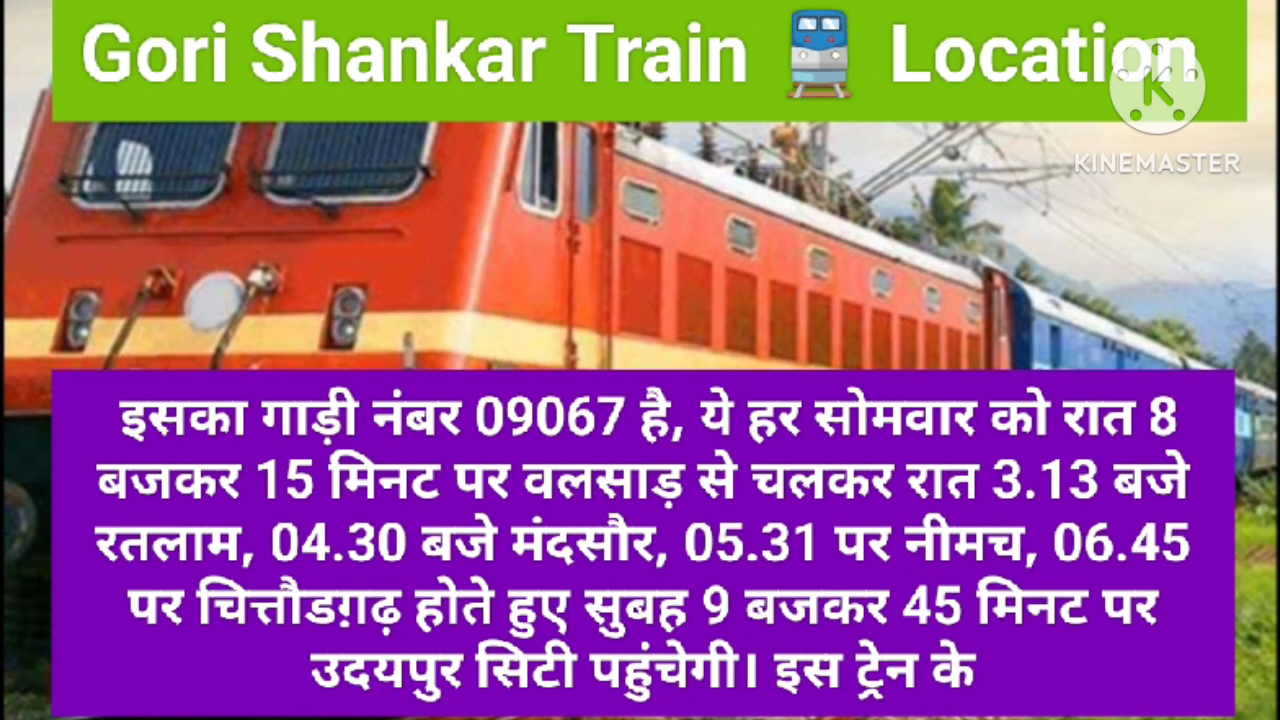 Gori Shankar Train 🚆 Location
KINEMASTER
इसका गाड़ी नंबर 09067 है, ये हर सोमवार को रात 8
बजकर 15 मिनट पर वलसाड़ से चलकर रात 3.13 बजे
रतलाम, 04.30 बजे मंदसौर, 05.31 पर नीमच, 06.45
पर चित्तौडग़ढ़ होते हुए सुबह 9 बजकर 45 मिनट पर
उदयपुर सिटी पहुंचेगी। इस ट्रेन के